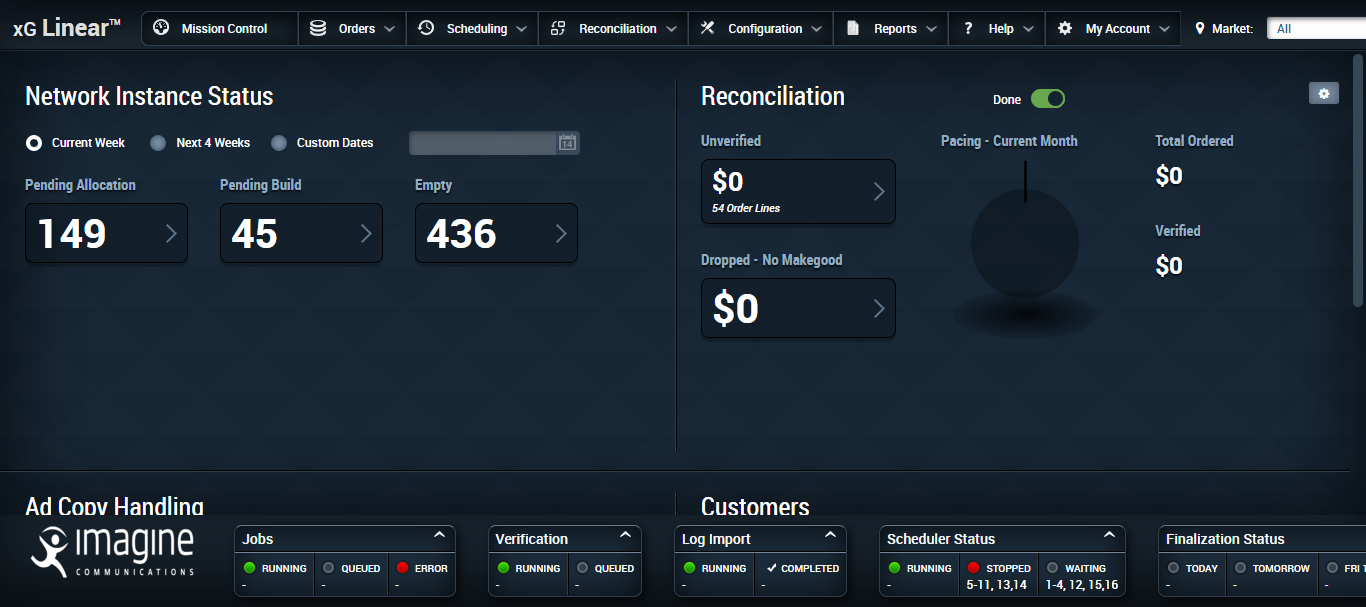 xG Linear™
Mission Control
Orders
Scheduling
Reconciliation
Configuration
Reports
? Help
My Account
Market:
All
Network Instance Status
Current Week
Next 4 Weeks
Custom Dates
14
Pending Allocation
Pending Build
Empty
149
45
436
Reconciliation
Done
Unverified
$0
54 Order Lines
Dropped - No Makegood
$0
Pacing - Current Month
Total Ordered
$0
Verified
$0
Ad Copy Handling
Customers
imagine
COMMUNICATIONS
Jobs
RUNNING
-
QUEUED
-
ERROR
-
Verification
RUNNING
-
QUEUED
-
Log Import
RUNNING
-
COMPLETED
-
Scheduler Status
RUNNING
-
STOPPED
5-11, 13,14
WAITING
1-4, 12, 15,16
Finalization Status
TODAY
-
TOMORROW
-
FRI
-